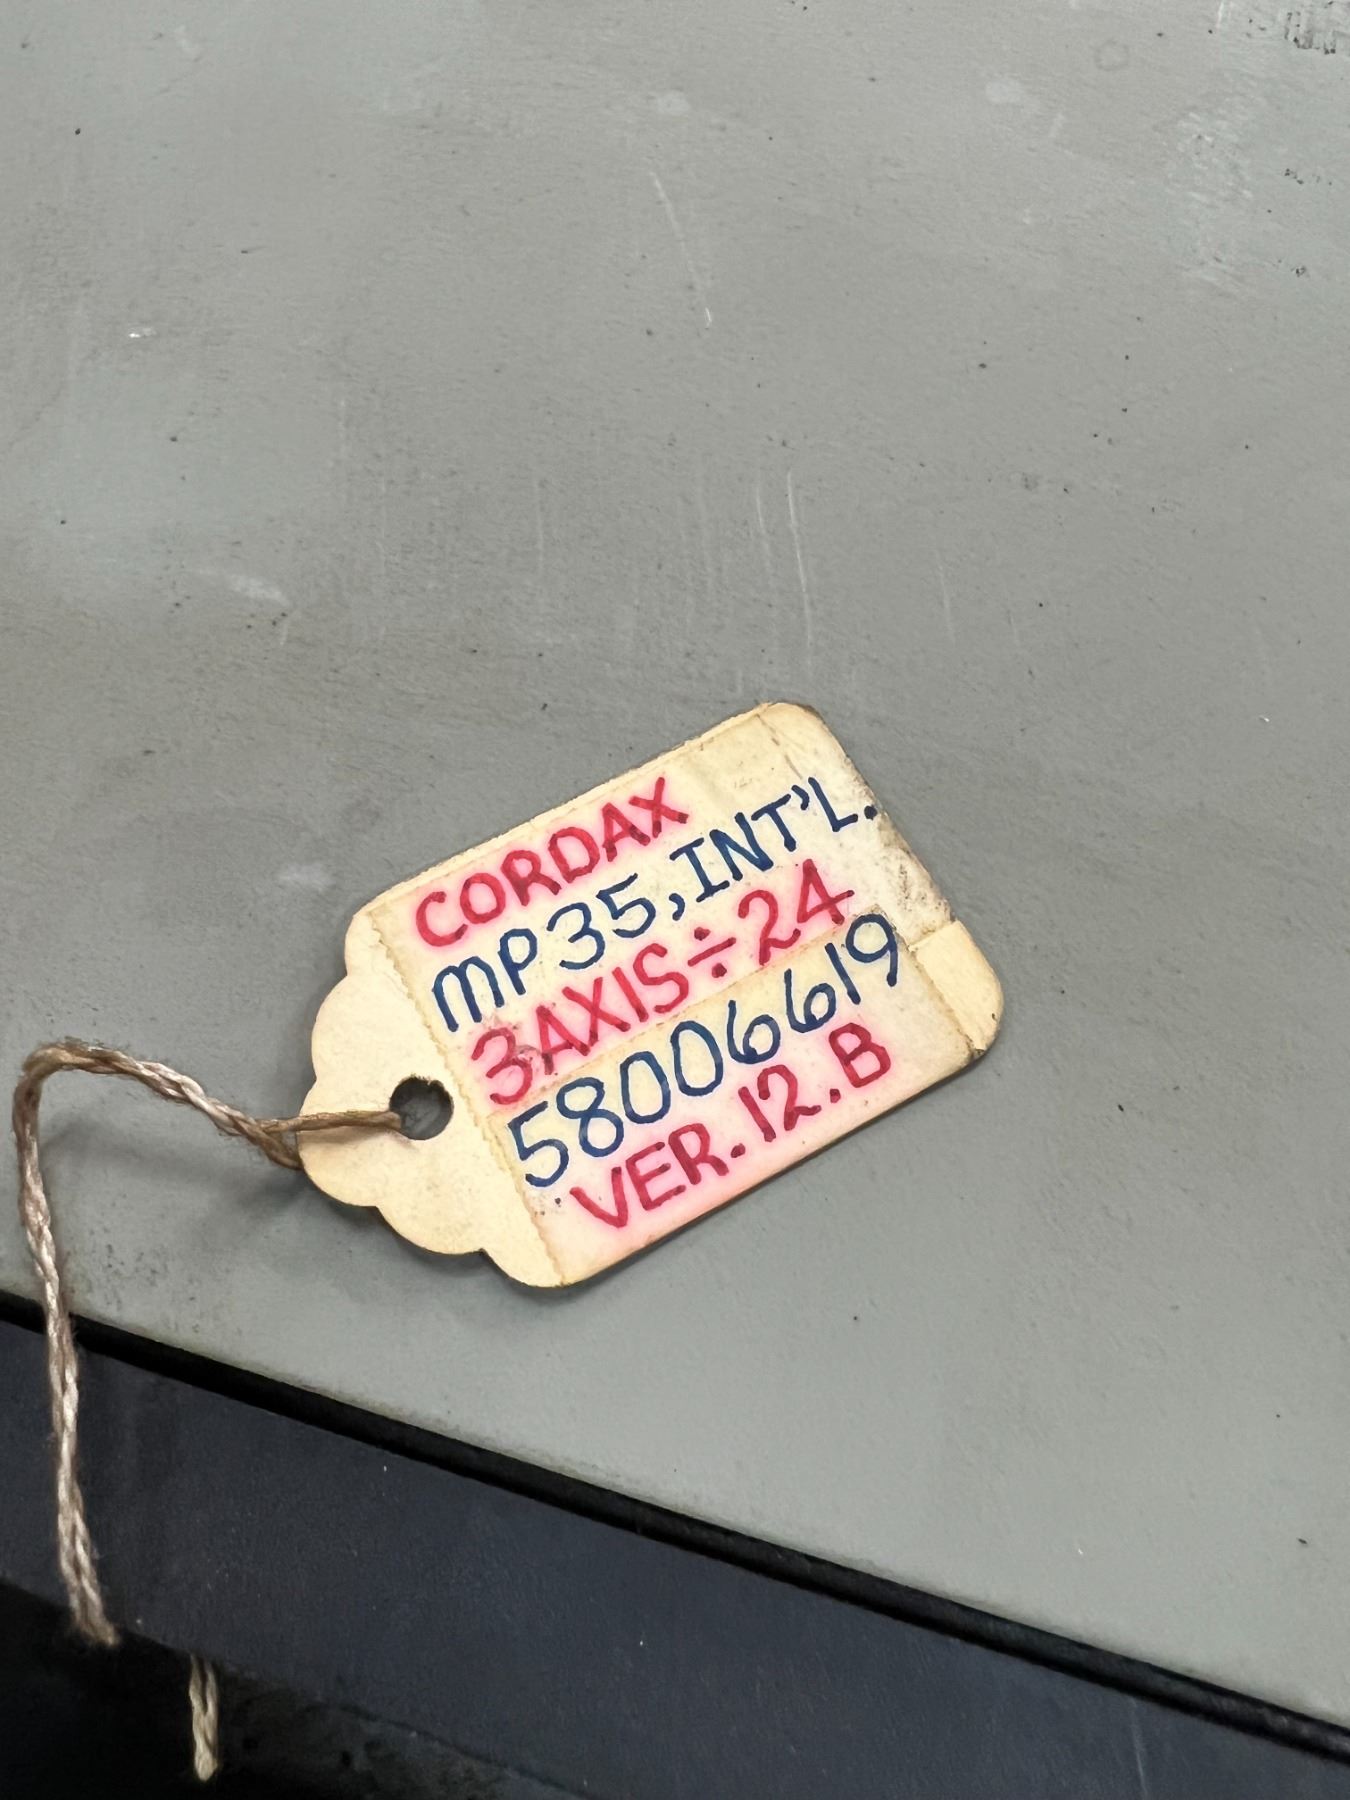 CORDAX
MP35,INT'L.
3AXIS÷24
58006619
VER.12.B